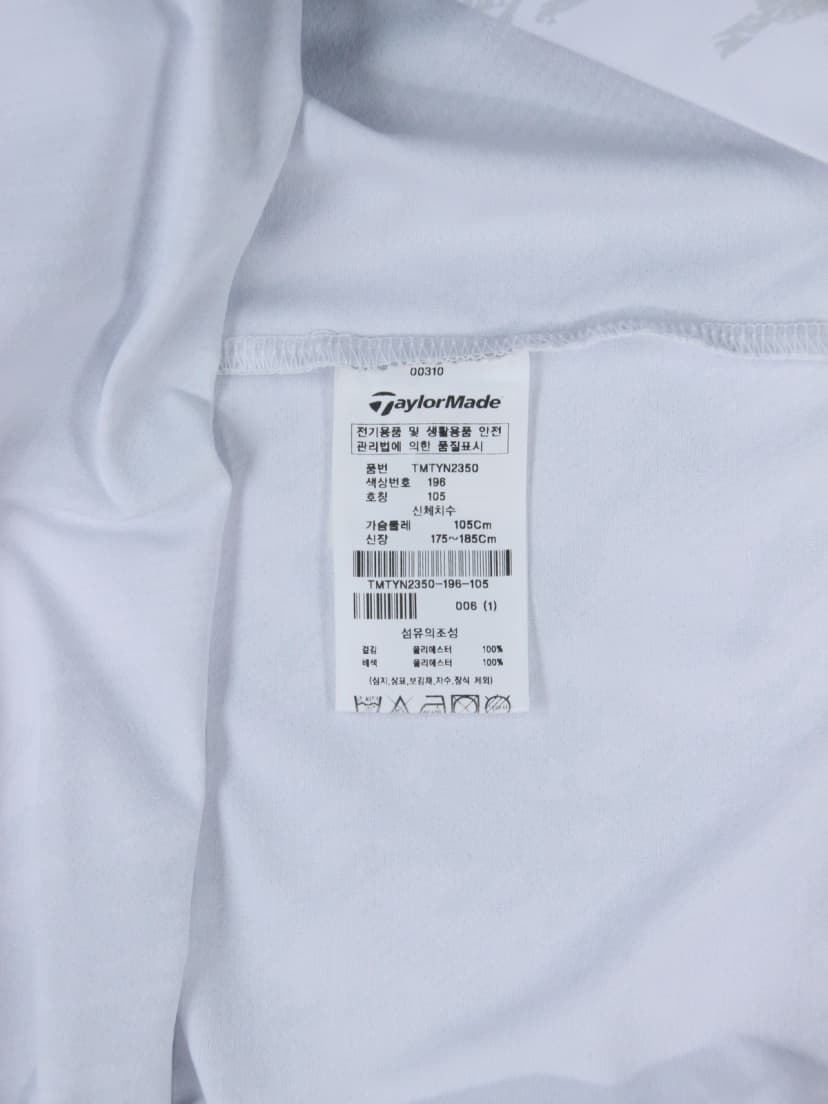 00310
TaylorMade
전기용품 및 생활용품 안전
관리법에 의한 품질표시
품번 TMTYN2350
색상번호 196
호칭 105
신체치수
가슴둘레 105Cm
신장 175~185Cm
TMTYN2350-196-105
006 (1)
섬유의조성
겉감 폴리에스터 100%
배색 폴리에스터 100%
(심지,상표,보김재,자수,장식 제외)